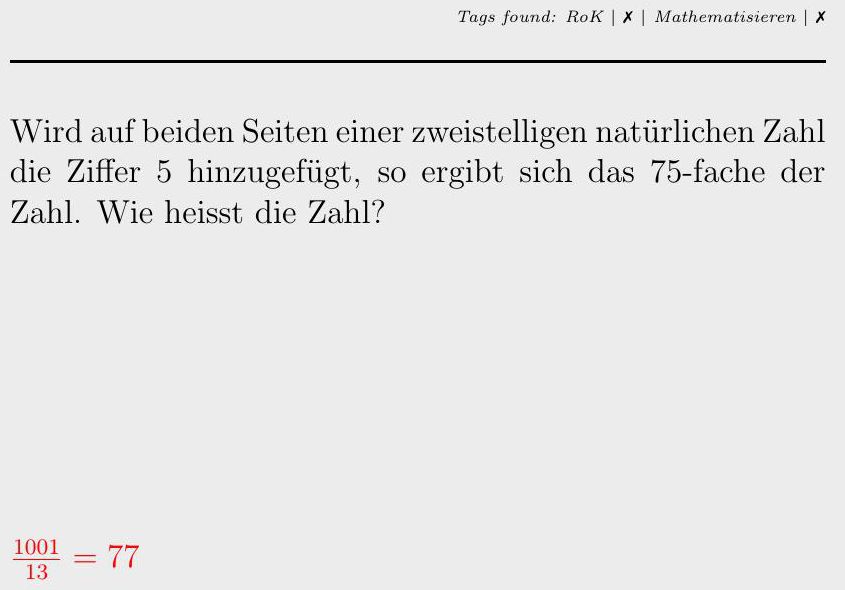 Tags found: RoK | ✗ | Mathematisieren | ✗
Wird auf beiden Seiten einer zweistelligen natürlichen Zahl
die Ziffer 5 hinzugefügt, so ergibt sich das 75-fache der
Zahl. Wie heisst die Zahl?
1001/13 = 77